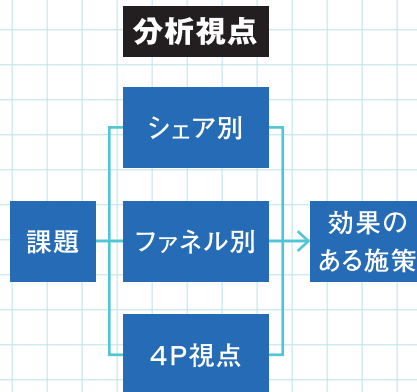 分析視点
シェア別
課題
ファネル別
効果の
ある施策
4P視点